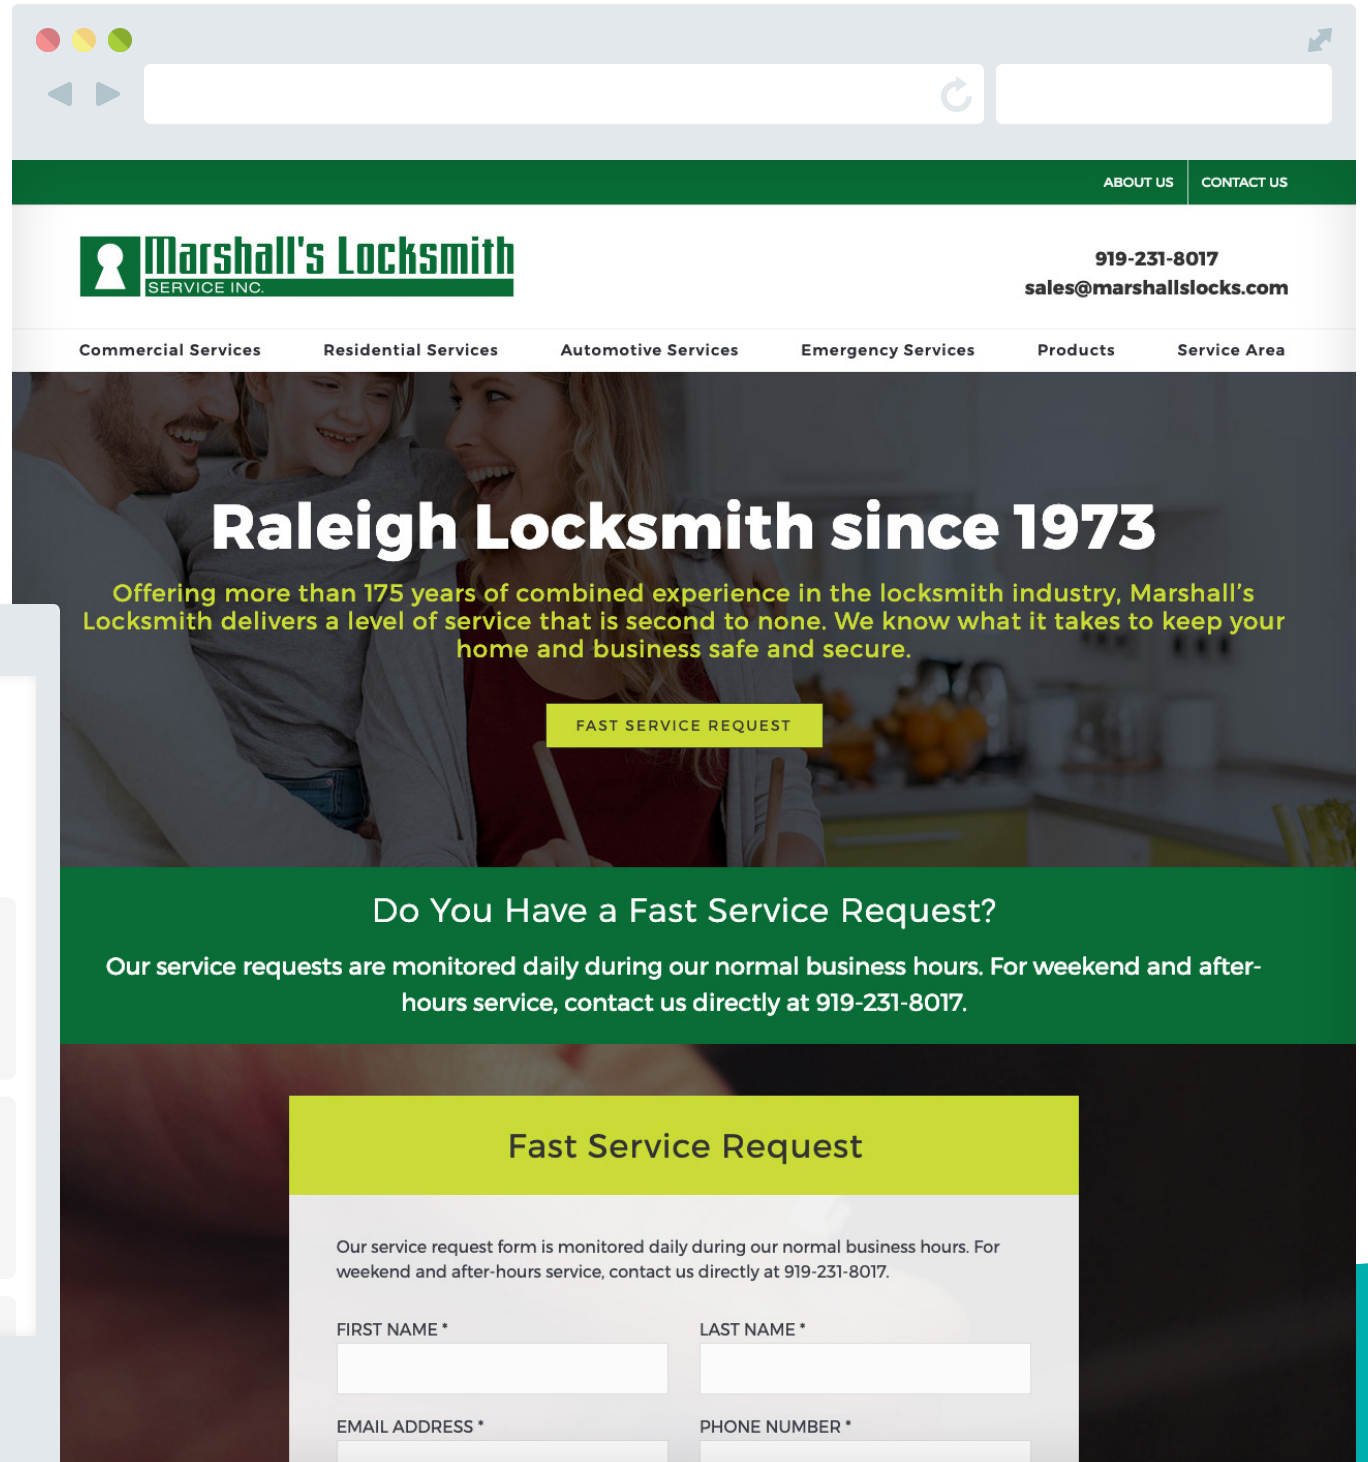 ABOUT US
CONTACT US
Marshall's Locksmith
SERVICE INC.
919-231-8017
sales@marshallslocks.com
Commercial Services
Residential Services
Automotive Services
Emergency Services
Products
Service Area
Raleigh Locksmith since 1973
Offering more than 175 years of combined experience in the locksmith industry, Marshall’s
Locksmith delivers a level of service that is second to none. We know what it takes to keep your
home and business safe and secure.
FAST SERVICE REQUEST
Do You Have a Fast Service Request?
Our service requests are monitored daily during our normal business hours. For weekend and after-
hours service, contact us directly at 919-231-8017.
Fast Service Request
Our service request form is monitored daily during our normal business hours. For
weekend and after-hours service, contact us directly at 919-231-8017.
FIRST NAME *
LAST NAME *
EMAIL ADDRESS *
PHONE NUMBER *